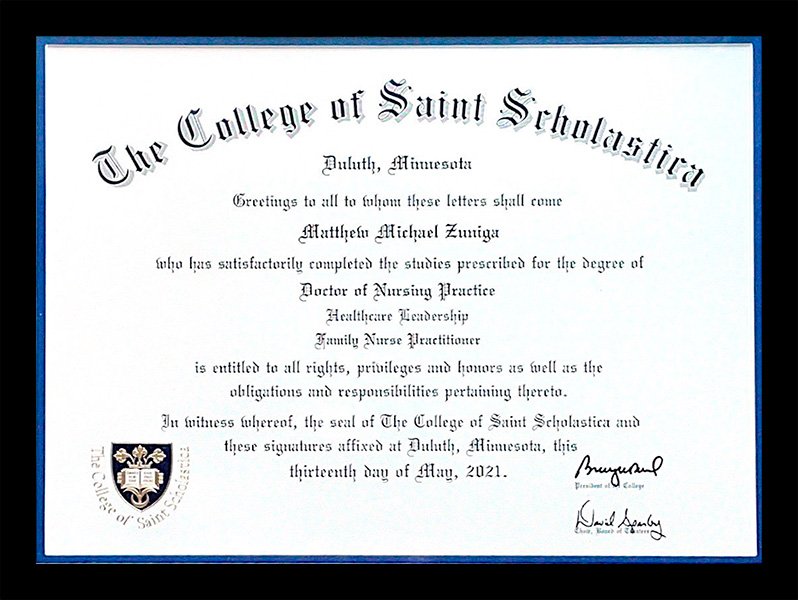 The College of Saint Scholastica
Duluth, Minnesota
Greetings to all to whom these letters shall come
Matthew Michael Zuniga
who has satisfactorily completed the studies prescribed for the degree of
Doctor of Nursing Practice
Healthcare Leadership
Family Nurse Practitioner
is entitled to all rights, privileges and honors as well as the
obligations and responsibilities pertaining thereto.
In witness whereof, the seal of The College of Saint Scholastica and
these signatures affixed at Duluth, Minnesota, this
thirteenth day of May, 2021.
The College of Saint Scholastica
President of the College
David
Chair, Board of Trustees